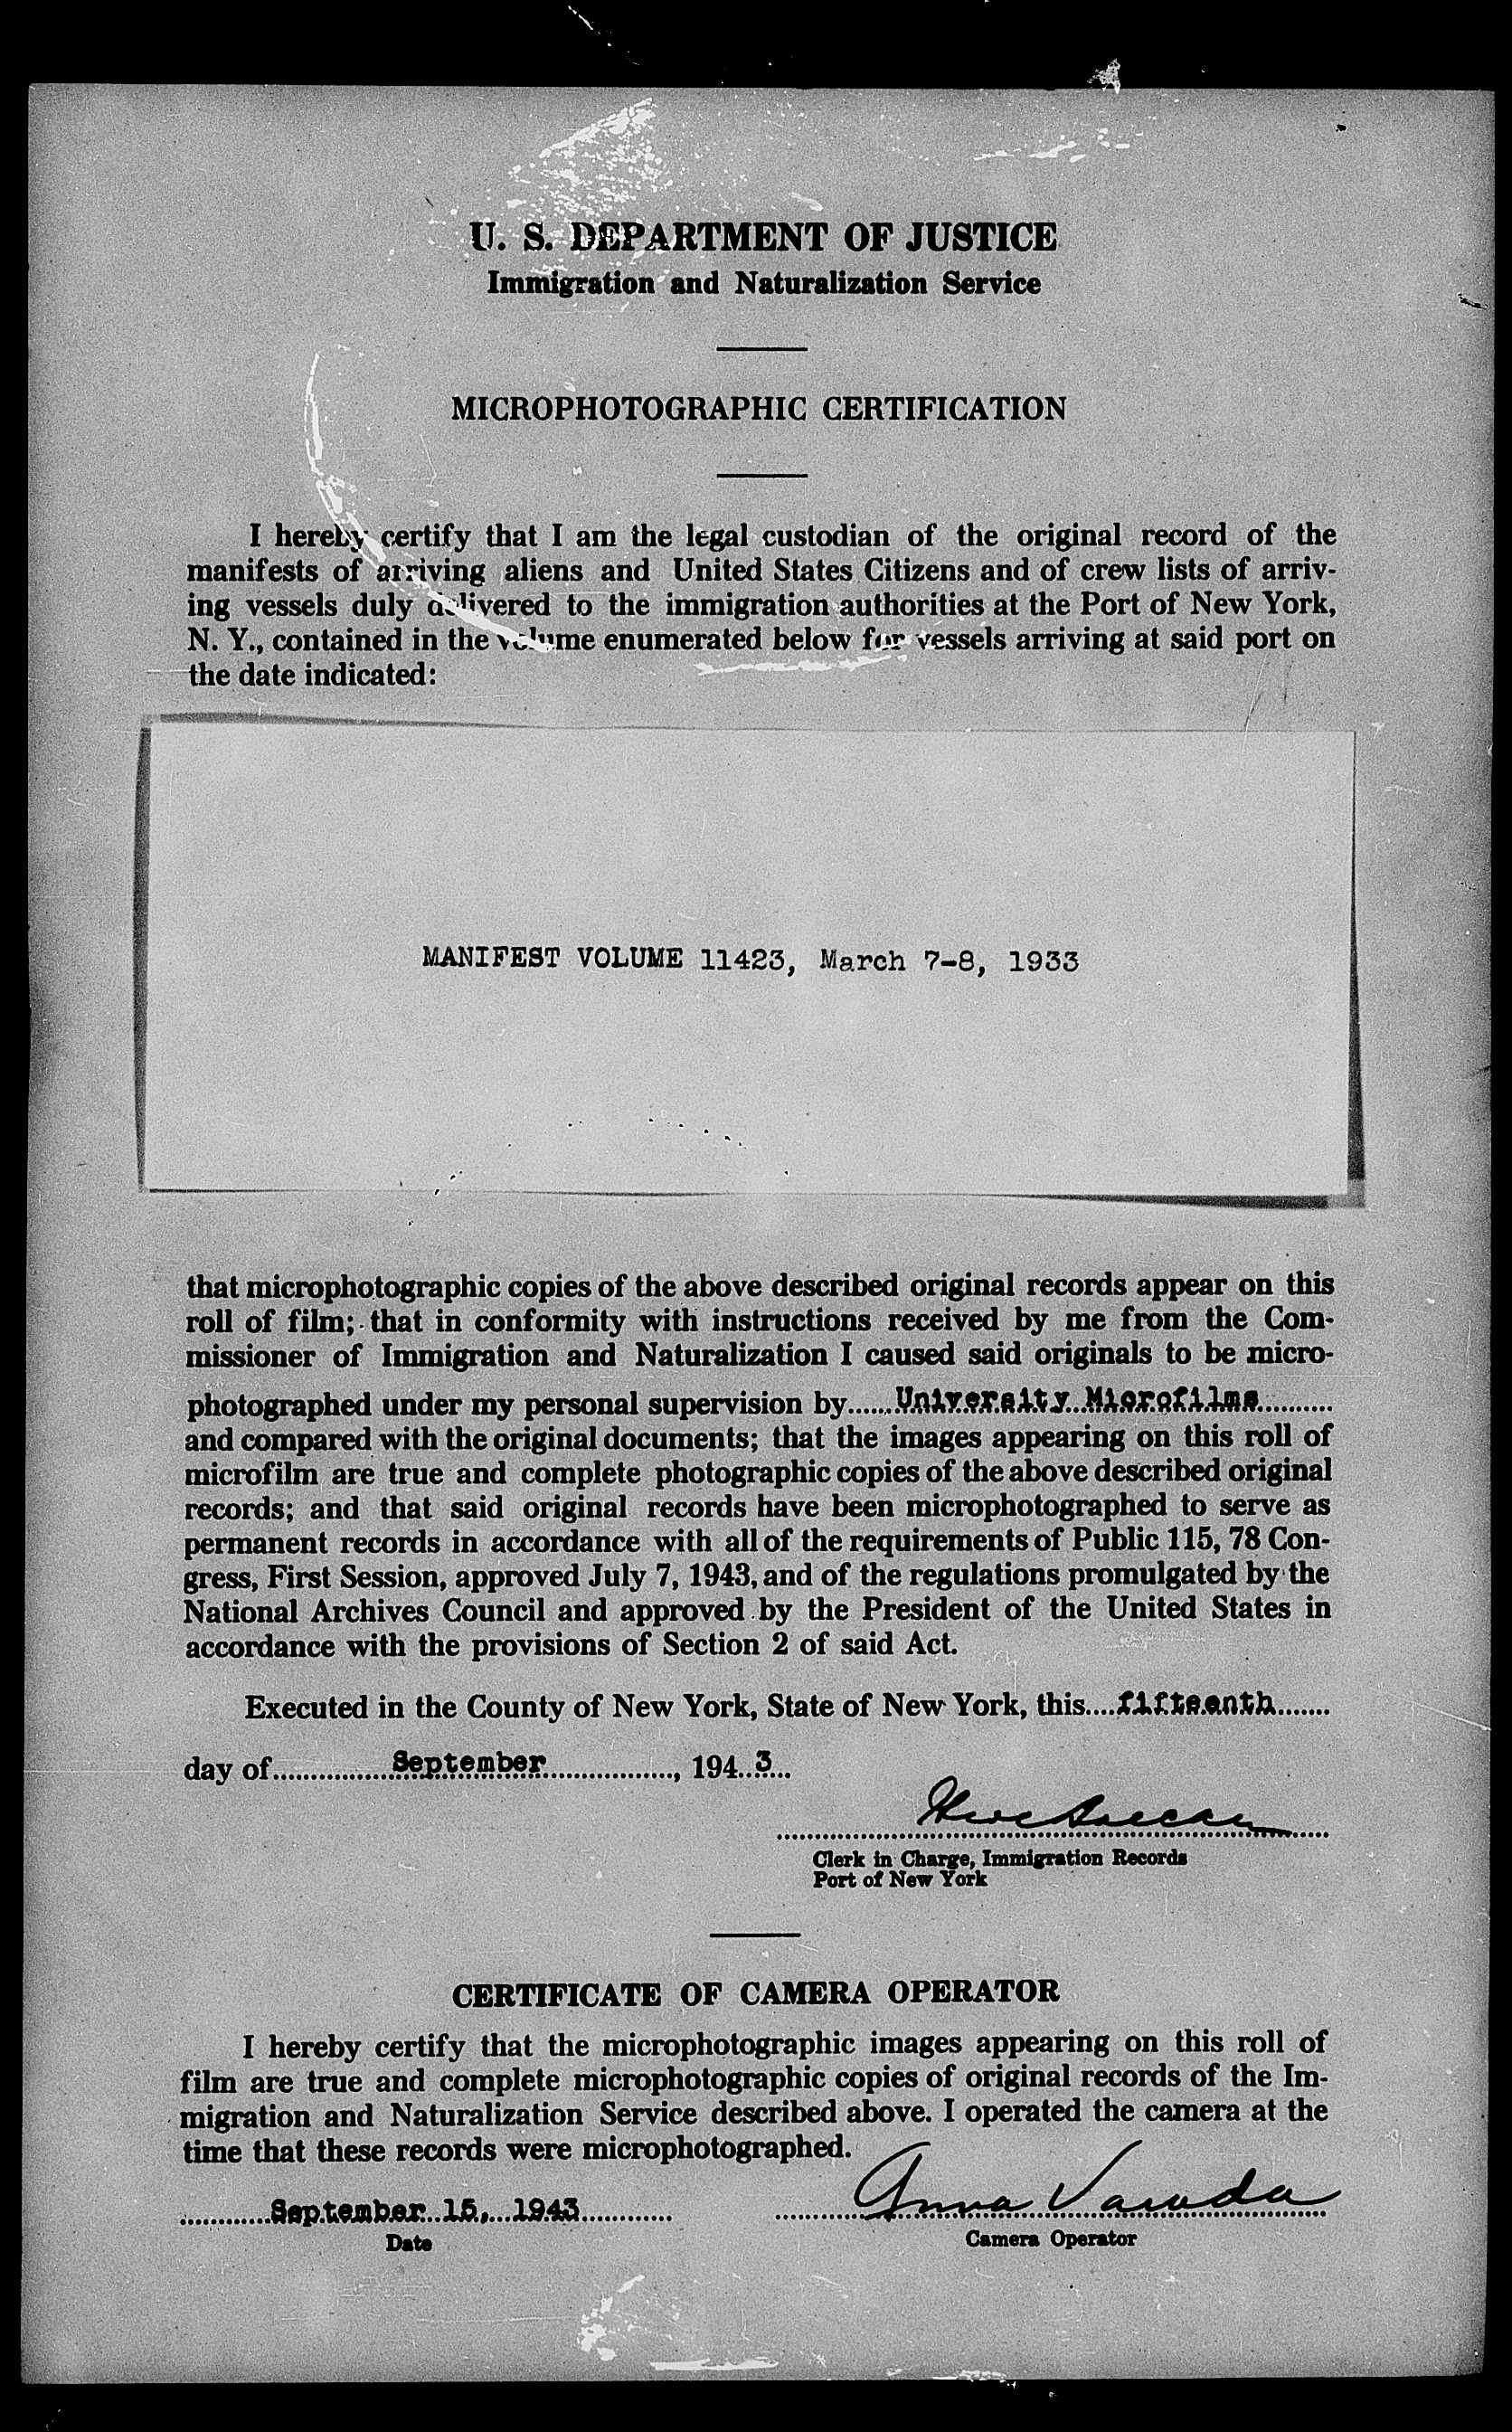 U. S. DEPARTMENT OF JUSTICE
Immigration and Naturalization Service
MICROPHOTOGRAPHIC CERTIFICATION
I hereby certify that I am the legal custodian of the original record of the
manifests of arriving aliens and United States Citizens and of crew lists of arriv-
ing vessels duly delivered to the immigration authorities at the Port of New York,
N. Y., contained in the volume enumerated below for vessels arriving at said port on
the date indicated:
MANIFEST VOLUME 11423, March 7-8, 1933
that microphotographic copies of the above described original records appear on this
roll of film; that in conformity with instructions received by me from the Com-
missioner of Immigration and Naturalization I caused said originals to be micro-
photographed under my personal supervision by......University Microfilms..........
and compared with the original documents; that the images appearing on this roll of
microfilm are true and complete photographic copies of the above described original
records; and that said original records have been microphotographed to serve as
permanent records in accordance with all of the requirements of Public 115, 78 Con-
gress, First Session, approved July 7, 1943, and of the regulations promulgated by the
National Archives Council and approved by the President of the United States in
accordance with the provisions of Section 2 of said Act.
Executed in the County of New York, State of New York, this....fifteenth.......
day of................September.................., 194..3...
Clerk in Charge, Immigration Records
Port of New York
CERTIFICATE OF CAMERA OPERATOR
I hereby certify that the microphotographic images appearing on this roll of
film are true and complete microphotographic copies of original records of the Im-
migration and Naturalization Service described above. I operated the camera at the
time that these records were microphotographed.
............September 15, 1943............ Anna
Date
Camera Operator